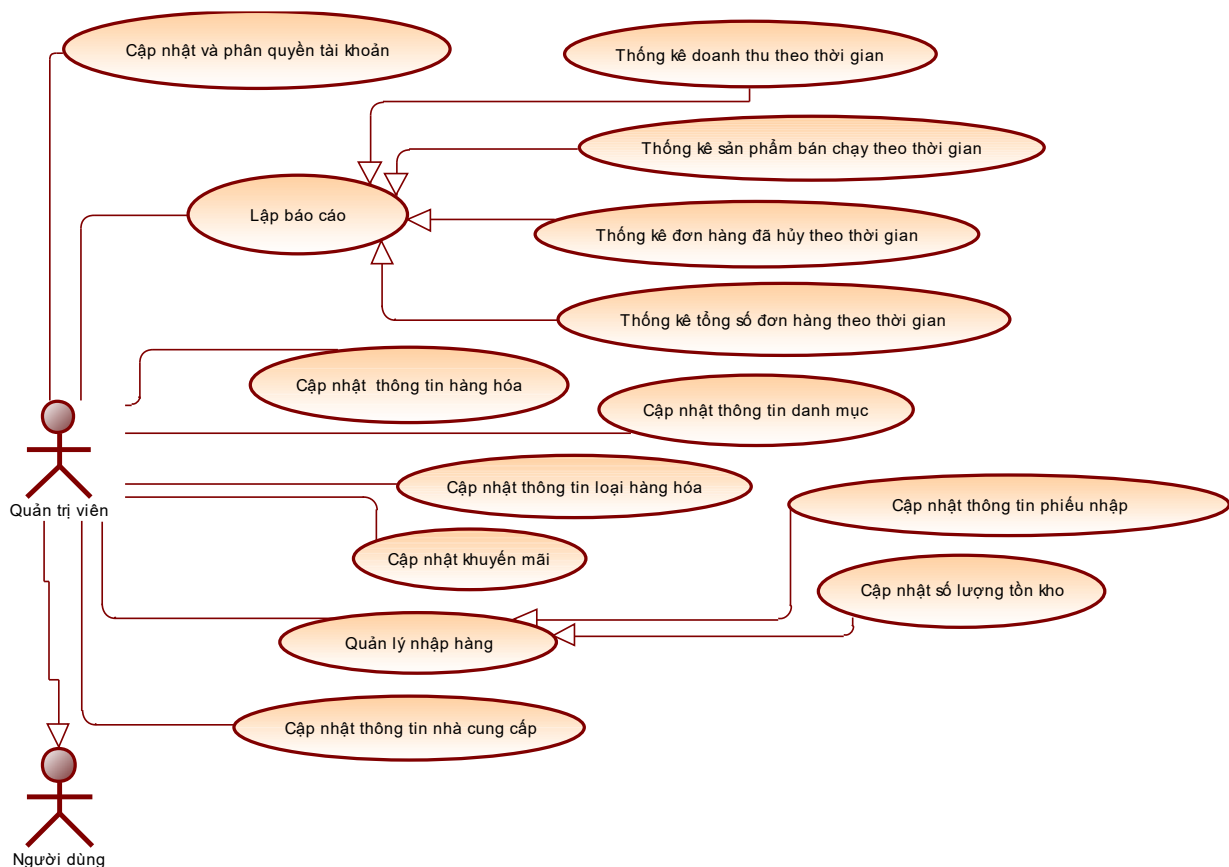 Cập nhật và phân quyền tài khoản
Thống kê doanh thu theo thời gian
Thống kê sản phẩm bán chạy theo thời gian
Lập báo cáo
Thống kê đơn hàng đã hủy theo thời gian
Thống kê tổng số đơn hàng theo thời gian
Cập nhật thông tin hàng hóa
Cập nhật thông tin danh mục
Cập nhật thông tin loại hàng hóa
Cập nhật thông tin phiếu nhập
Quản trị viên
Cập nhật khuyến mãi
Cập nhật số lượng tồn kho
Quản lý nhập hàng
Cập nhật thông tin nhà cung cấp
Người dùng